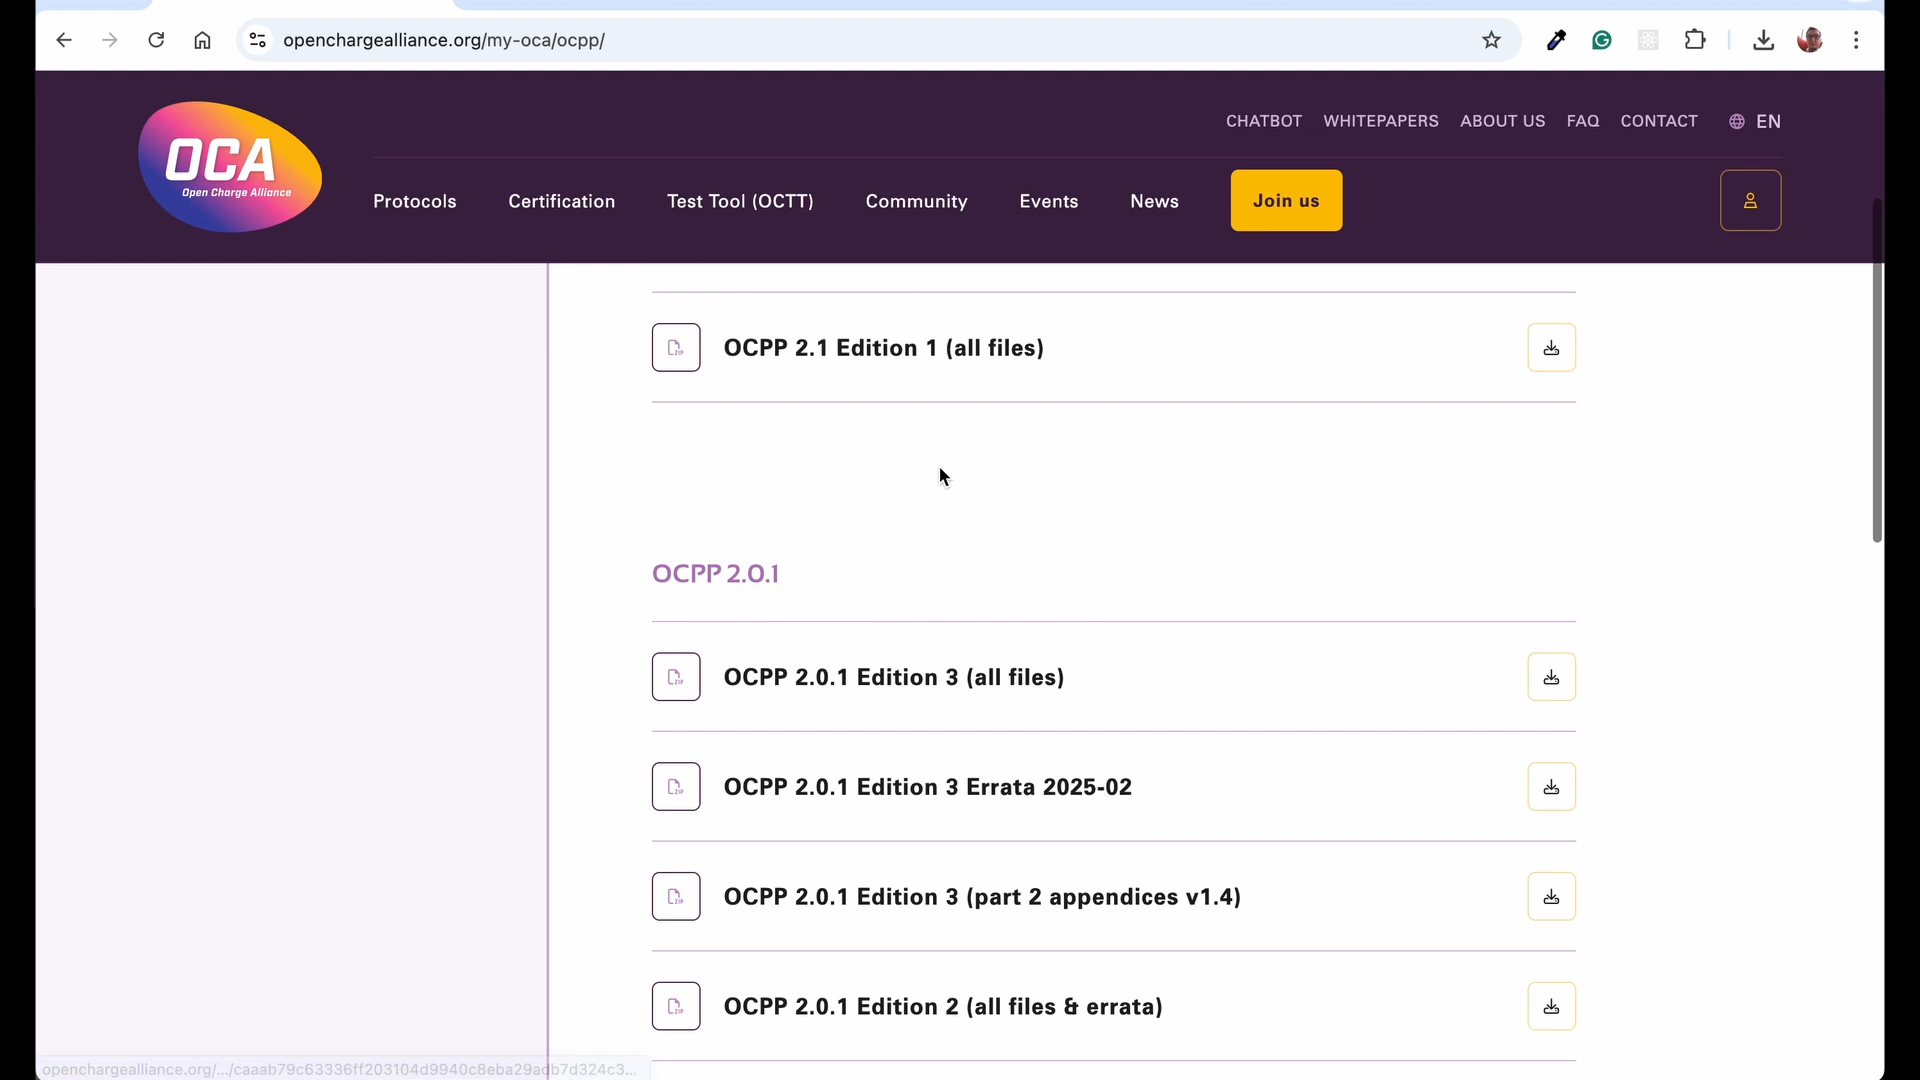 openchargealliance.org/my-oca/ocpp/
OCA
Open Charge Alliance
CHATBOT WHITEPAPERS ABOUT US FAQ CONTACT EN
Protocols Certification Test Tool (OCTT) Community Events News Join us
OCPP 2.1 Edition 1 (all files)
OCPP 2.0.1
OCPP 2.0.1 Edition 3 (all files)
OCPP 2.0.1 Edition 3 Errata 2025-02
OCPP 2.0.1 Edition 3 (part 2 appendices v1.4)
OCPP 2.0.1 Edition 2 (all files & errata)
openchargealliance.org/.../caaab79c63336ff203104d9940c8eba29adb7d324c3...